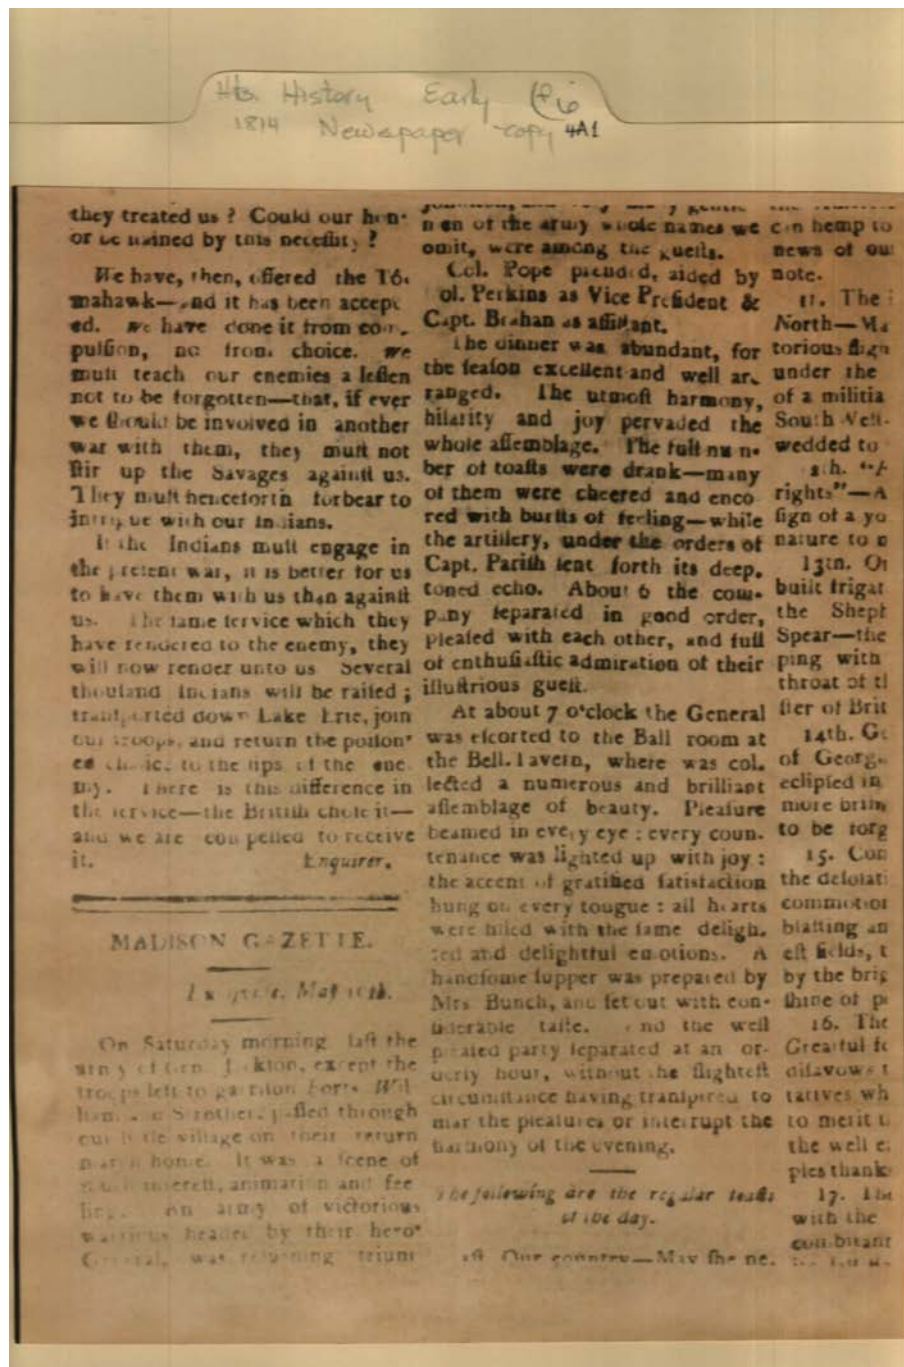 Hts. History Early
1814 Newspaper copy 4A1
they treated us? Could our hon-
or be stained by this necessity?
We have, then, offered the To-
mahawk—and it has been accept
ed. We have done it from com-
pulsion, no from choice. We
must teach our enemies a lesson
not to be forgotten—that, if ever
we should be involved in another
war with them, they must not
stir up the Savages against us.
They must henceforth forbear to
intrigue with our Indians.
If the Indians must engage in
the present war, it is better for us
to have them with us than against
us. The same service which they
have rendered to the enemy, they
will now render unto us Several
thousand Indians will be raised;
transported down Lake Erie, join
our troops, and return the poison-
ed chalice to the lips of the ene
my. There is this difference in
the service—the British chose it—
and we are compelled to receive
it. Enquirer.
MADISON GAZETTE.
May
On Saturday morning last the
army of Gen. Jackson, except the
troops left to garrison Forts Wil-
liams and Strother, passed through
our little village on their return
march home. It was a scene of
much interest, animation and fee
ling. An army of victorious
warriors headed by their hero-
General, was returning trium
men of the army whose names we
omit, were among the guests.
Col. Pope presided, aided by
ol. Perkins as Vice President &
Capt. Brahan as assistant.
The dinner was abundant, for
the season excellent and well ar-
ranged. The utmost harmony,
hilarity and joy pervaded the
whole assemblage. The full num-
ber of toasts were drank—many
of them were cheered and enco
red with bursts of feeling—while
the artillery, under the orders of
Capt. Parish sent forth its deep-
toned echo. About 6 the com-
pany separated in good order,
pleased with each other, and full
of enthusiastic admiration of their
illustrious guest.
At about 7 o'clock the General
was escorted to the Ball room at
the Bell-Tavern, where was col-
lected a numerous and brilliant
assemblage of beauty. Pleasure
beamed in every eye: every coun-
tenance was lighted up with joy:
the accent of gratified satisfaction
hung on every tougue: all hearts
were filled with the same deligh-
ted and delightful emotions. A
handsome supper was prepared by
Mrs Bunch, and set out with con-
siderable taste. And the well
pleased party separated at an or-
derly hour, without the slightest
circumstance having transpired to
mar the pleasures or interrupt the
harmony of the evening.
The following are the regular toasts
of the day.
1st Our country—May she ne-
can hemp to
news of ou
note.
11. The
North—Ma
torious
under the
of a militia
South
wedded to
rights"—A
sign of a yo
nature to
13th. O
built frigat
the Sheph
Spear—the
ping with
throat of t
ster of Brit
14th. G
of George
eclipsed in
more brim
to be forg
15. Con
the desolat
commotion
blasting an
est fields, t
by the brig
shine of p
16. The
Greatful
disavows t
tatives wh
to merit
the well
ples thank
17. The
with the
combitant